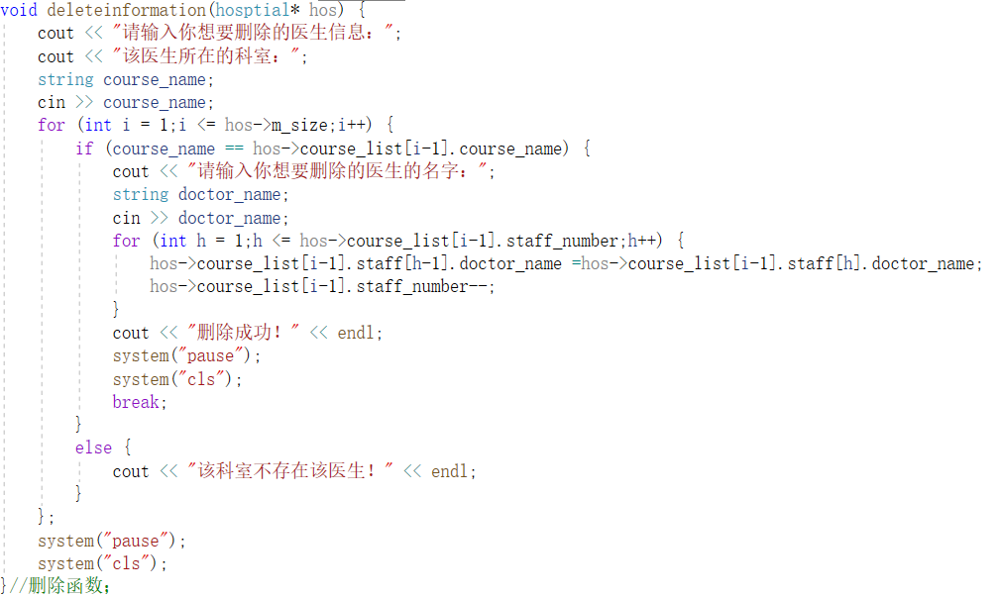 void deleteinformation(hosptial* hos) {
    cout << "请输入你想要删除的医生信息：";
    cout << "该医生所在的科室：";
    string course_name;
    cin >> course_name;
    for (int i = 1;i <= hos->m_size;i++) {
        if (course_name == hos->course_list[i-1].course_name) {
            cout << "请输入你想要删除的医生的名字：";
            string doctor_name;
            cin >> doctor_name;
            for (int h = 1;h <= hos->course_list[i-1].staff_number;h++) {
                hos->course_list[i-1].staff[h-1].doctor_name =hos->course_list[i-1].staff[h].doctor_name;
                hos->course_list[i-1].staff_number--;
            }
            cout << "删除成功！" << endl;
            system("pause");
            system("cls");
            break;
        }
        else {
            cout << "该科室不存在该医生！" << endl;
        }
    };
    system("pause");
    system("cls");
}//删除函数;